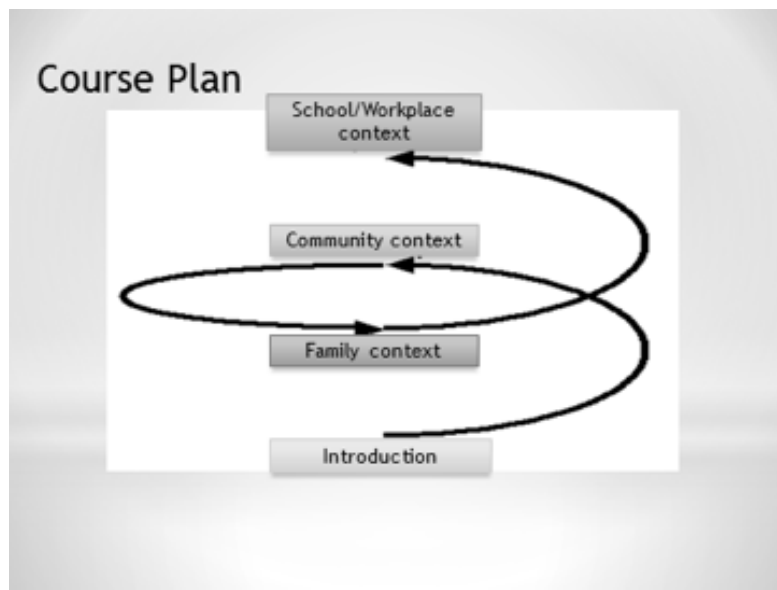 Course Plan
School/Workplace
context
Community context
Family context
Introduction